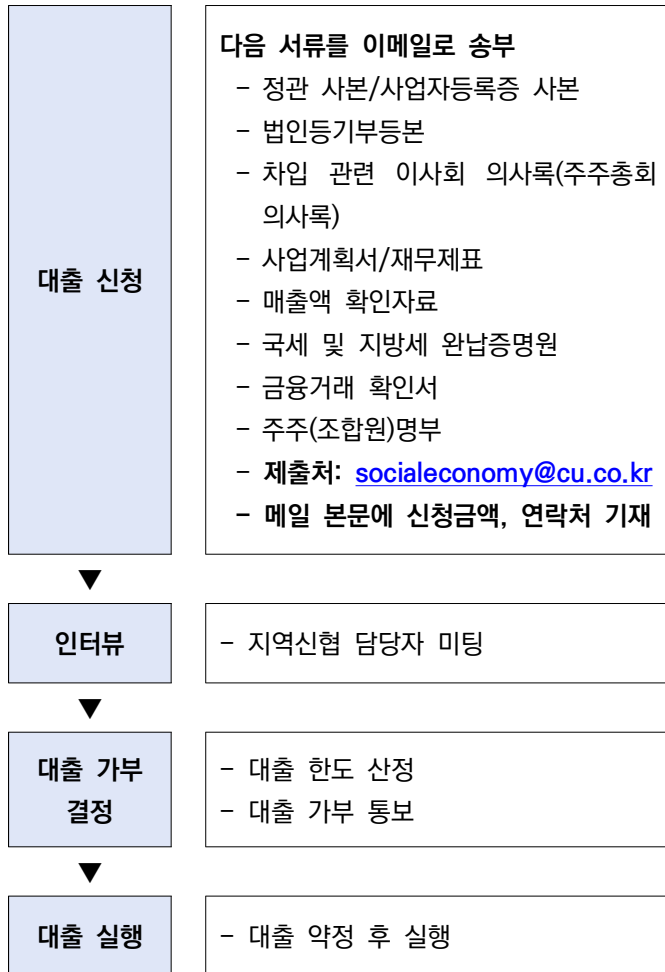 대출 신청
다음 서류를 이메일로 송부
- 정관 사본/사업자등록증 사본
- 법인등기부등본
- 차입 관련 이사회 의사록(주주총회
의사록)
- 사업계획서/재무제표
- 매출액 확인자료
- 국세 및 지방세 완납증명원
- 금융거래 확인서
- 주주(조합원)명부
- 제출처: socialeconomy@cu.co.kr
- 메일 본문에 신청금액, 연락처 기재
▼
인터뷰
- 지역신협 담당자 미팅
▼
대출 가부
결정
- 대출 한도 산정
- 대출 가부 통보
▼
대출 실행
- 대출 약정 후 실행